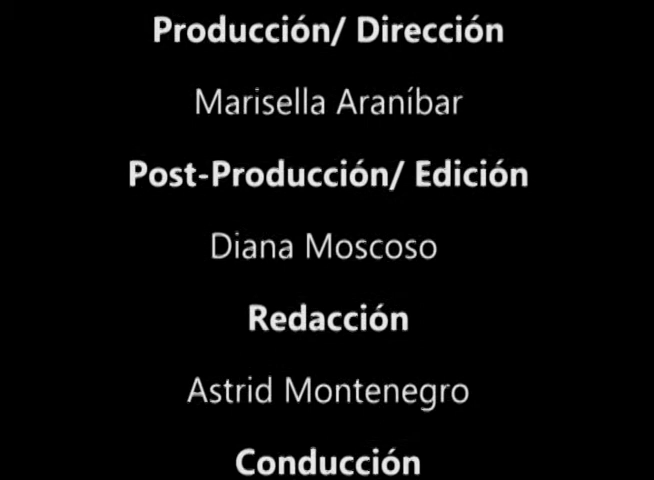 Producción/ Dirección
Marisella Araníbar
Post-Producción/ Edición
Diana Moscoso
Redacción
Astrid Montenegro
Conducción